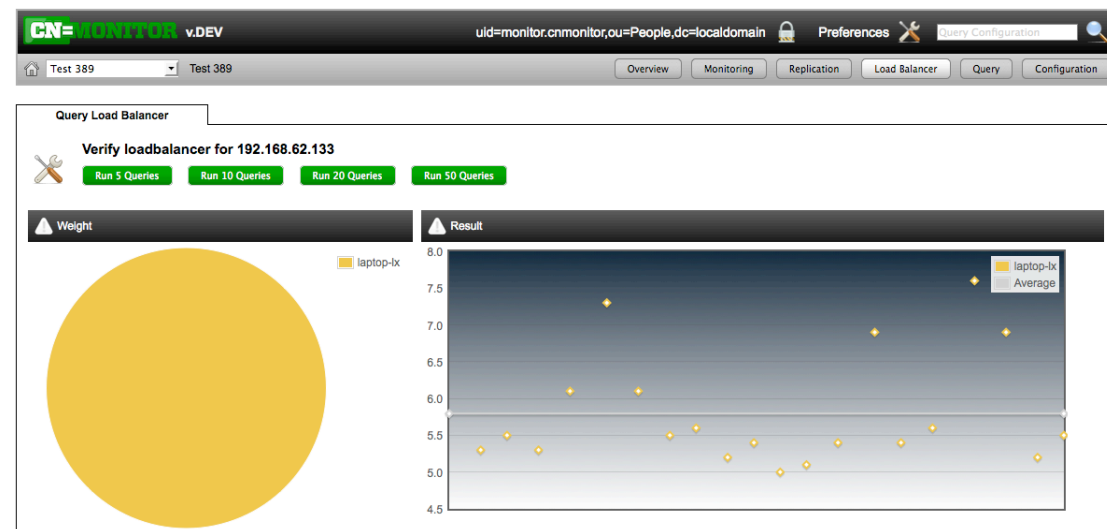 CN=MONITOR v.DEV uid=monitor.cnmonitor,ou=People,dc=localdomain Preferences Query Configuration
Test 389 Test 389 Overview Monitoring Replication Load Balancer Query Configuration
Query Load Balancer
Verify loadbalancer for 192.168.62.133
Run 5 Queries Run 10 Queries Run 20 Queries Run 50 Queries
Weight
laptop-lx
Result
8.0
7.5
7.0
6.5
6.0
5.5
5.0
4.5
laptop-lx
Average